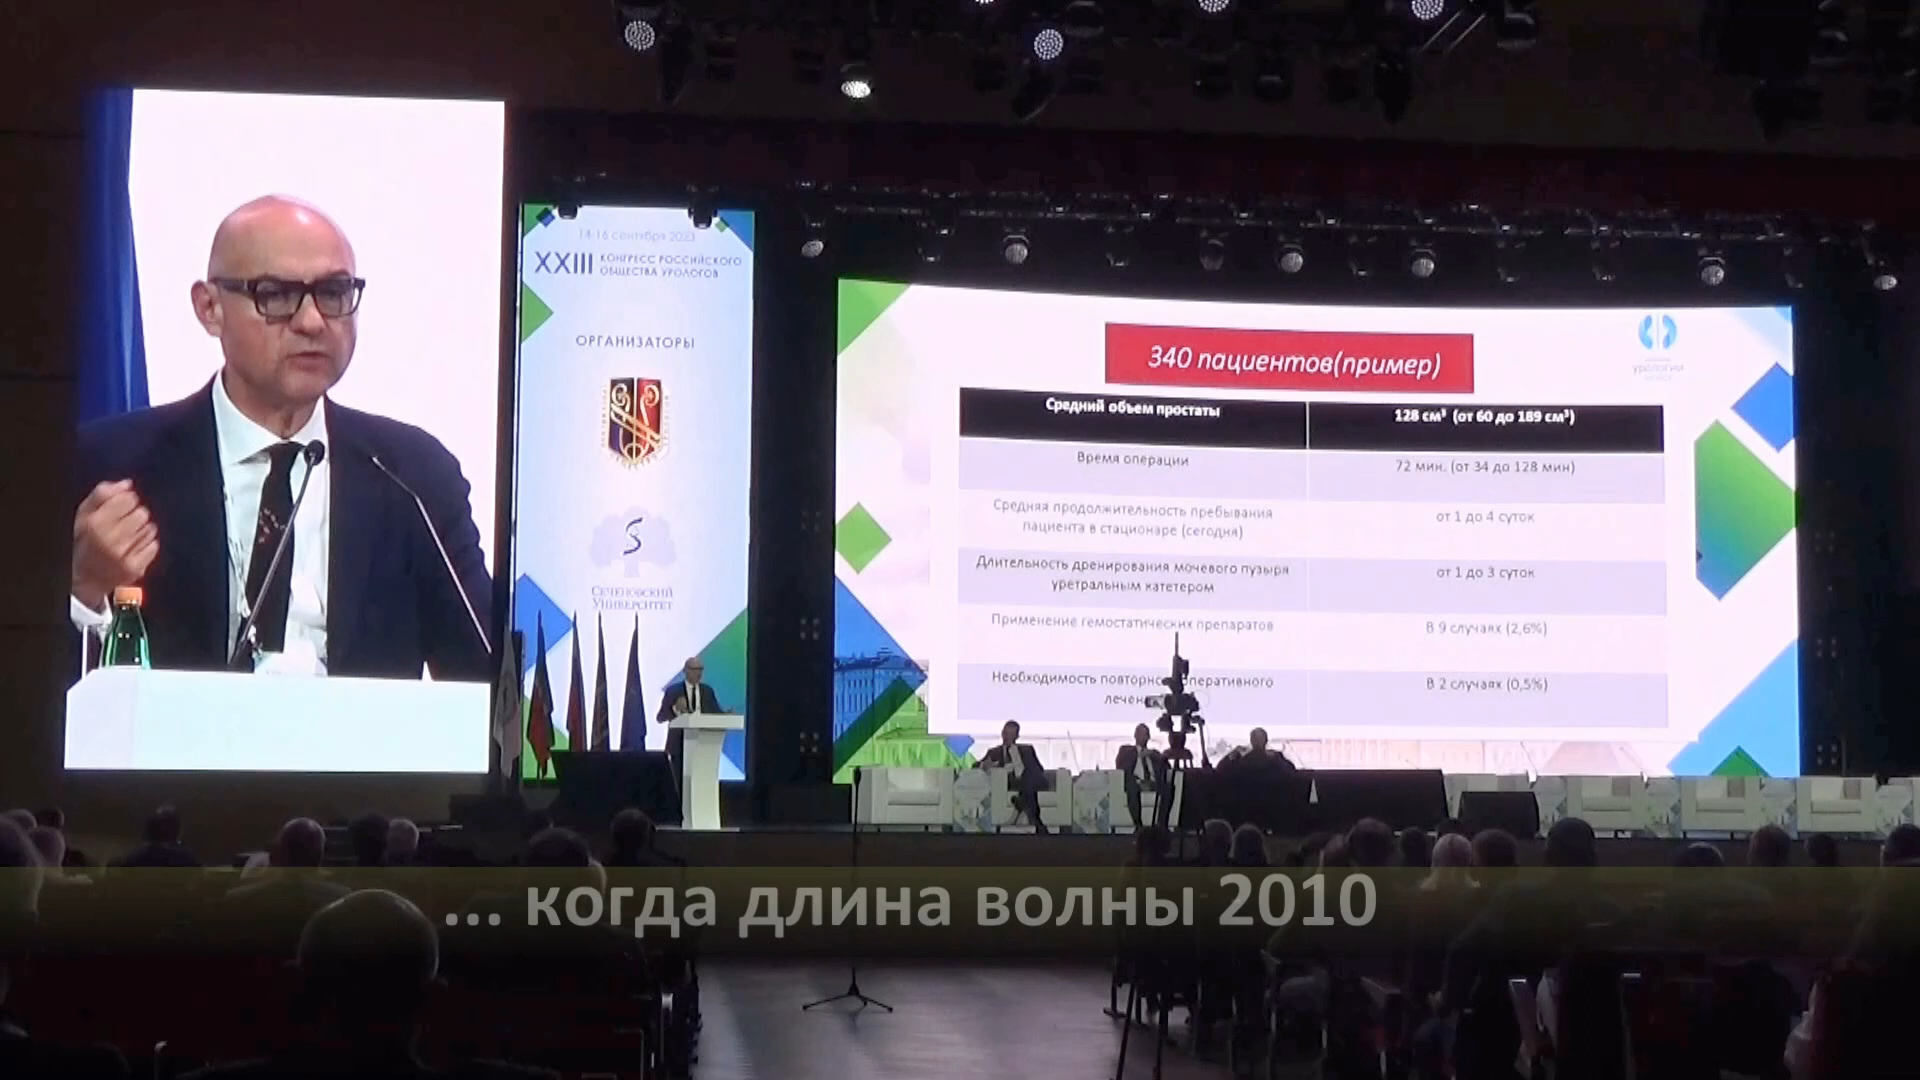 14-16 сентября 2023
XXIII КОНГРЕСС РОССИЙСКОГО
ОБЩЕСТВА УРОЛОГОВ
ОРГАНИЗАТОРЫ
СЕЧЕНОВСКИЙ
УНИВЕРСИТЕТ
340 пациентов(пример)
урологии
Средний объем простаты
128 см³ (от 60 до 189 см³)
Время операции
72 мин. (от 34 до 128 мин)
Средняя продолжительность пребывания
пациента в стационаре (сегодня)
от 1 до 4 суток
Длительность дренирования мочевого пузыря
уретральным катетером
от 1 до 3 суток
Применение гемостатических препаратов
В 9 случаях (2,6%)
Необходимость
В 2 случаях (0,5%)
... когда длина волны 2010